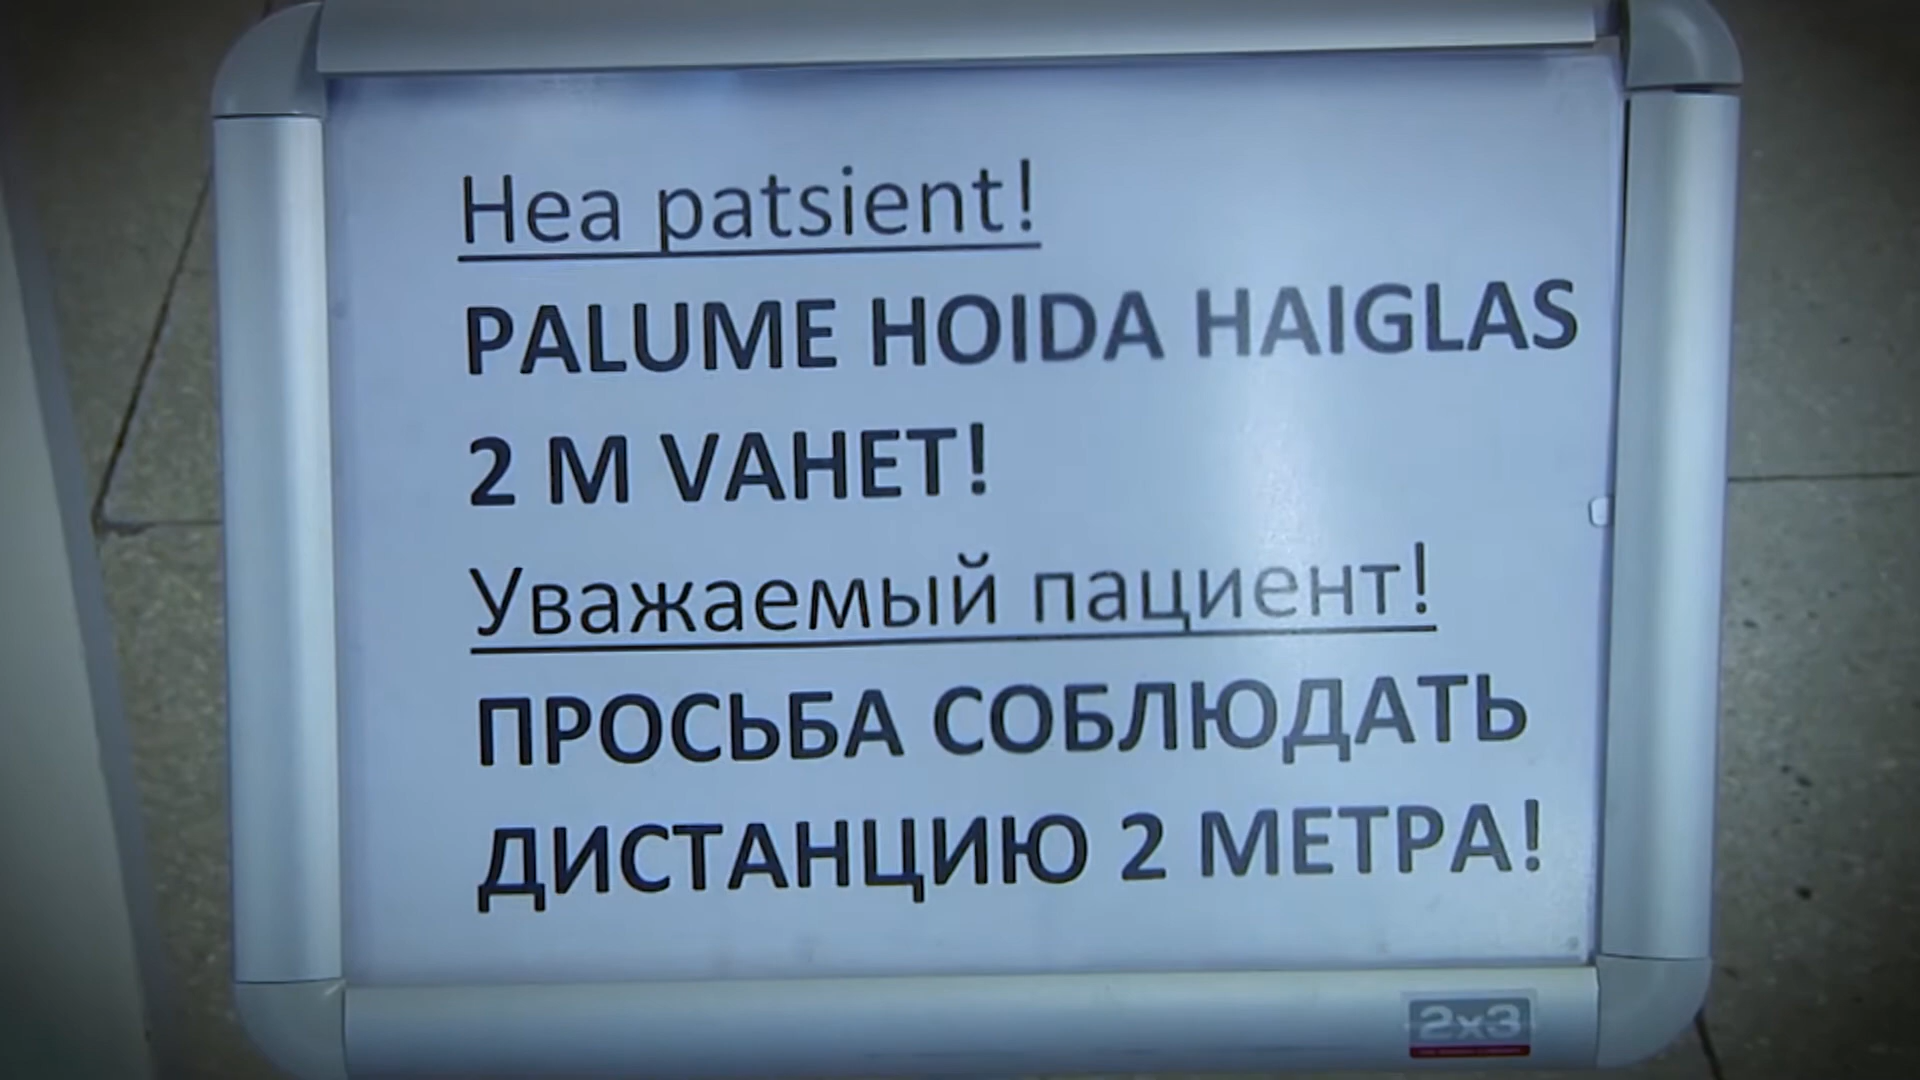 Hea patsient!
PALUME HOIDA HAIGLAS
2 M VAHET!
Уважаемый пациент!
ПРОСЬБА СОБЛЮДАТЬ
ДИСТАНЦИЮ 2 МЕТРА!
2x3